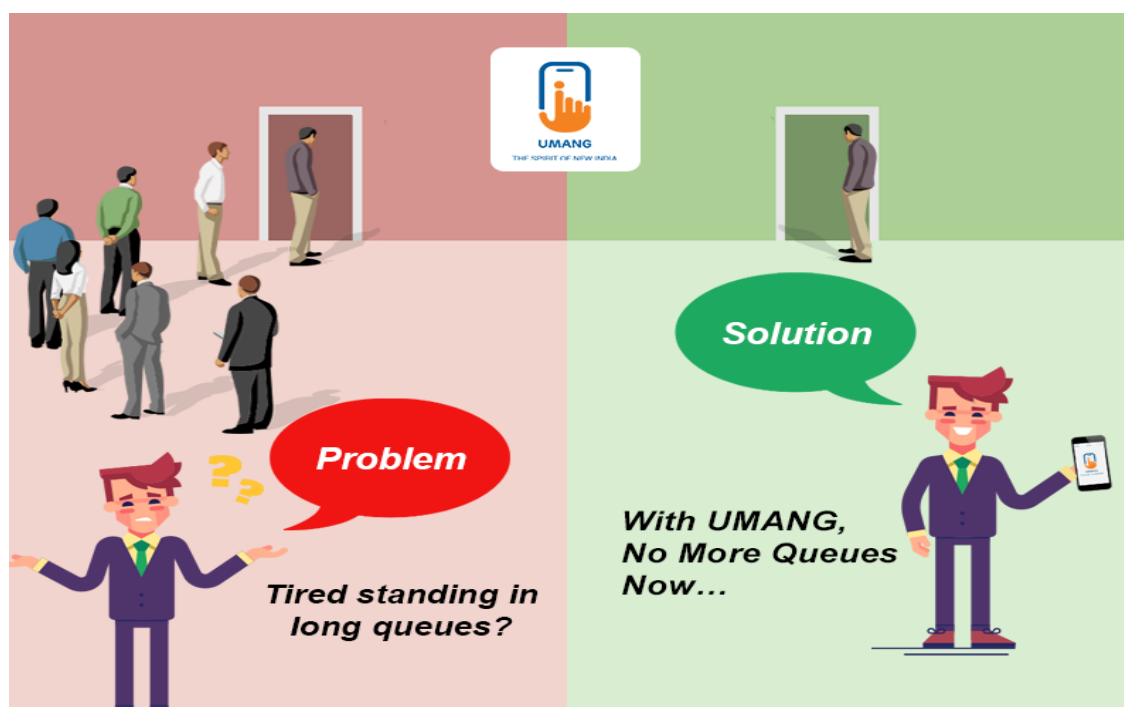 UMANG
THE SPIRIT OF NEW INDIA
Problem
??
Tired standing in
long queues?
Solution
With UMANG,
No More Queues
Now...